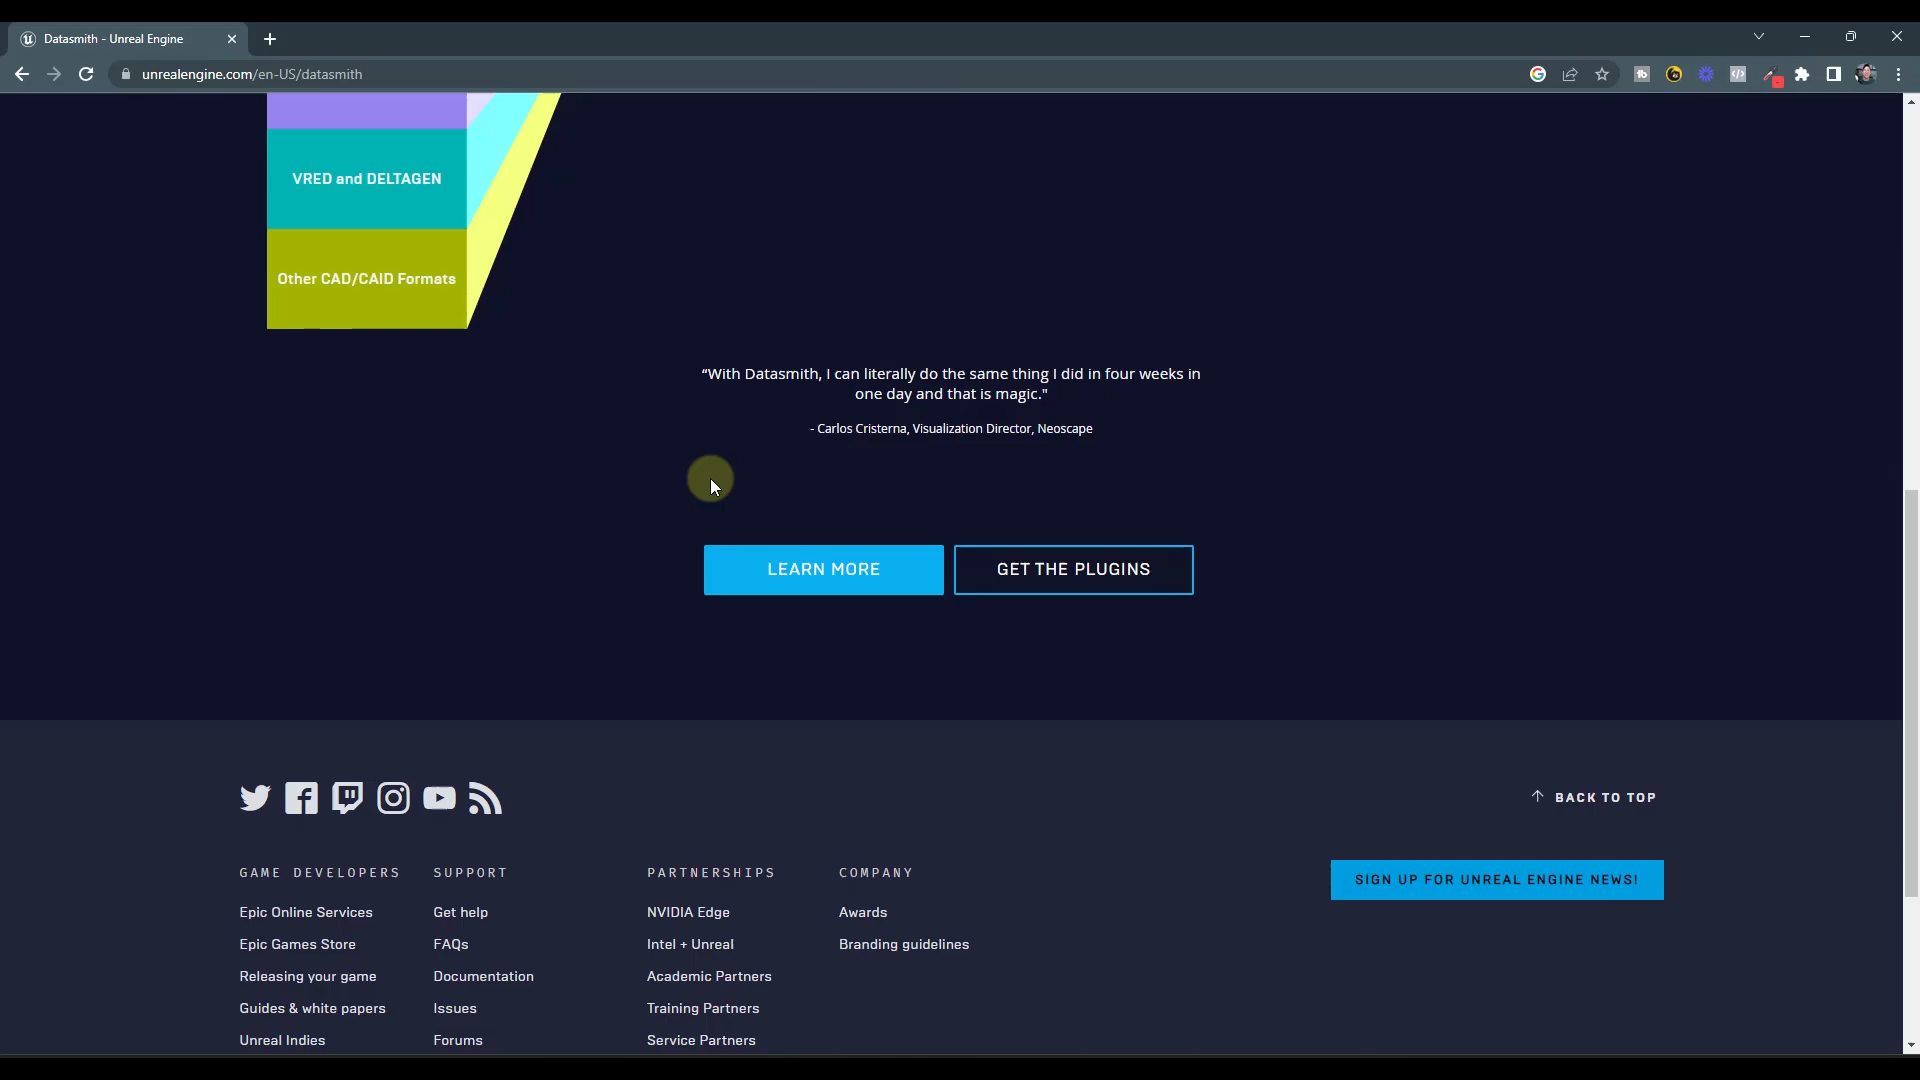 Datasmith - Unreal Engine
unrealengine.com/en-US/datasmith
VRED and DELTAGEN
Other CAD/CAID Formats
“With Datasmith, I can literally do the same thing I did in four weeks in
one day and that is magic."
- Carlos Cristerna, Visualization Director, Neoscape
LEARN MORE
GET THE PLUGINS
BACK TO TOP
GAME DEVELOPERS
Epic Online Services
Epic Games Store
Releasing your game
Guides & white papers
Unreal Indies
SUPPORT
Get help
FAQs
Documentation
Issues
Forums
PARTNERSHIPS
NVIDIA Edge
Intel + Unreal
Academic Partners
Training Partners
Service Partners
COMPANY
Awards
Branding guidelines
SIGN UP FOR UNREAL ENGINE NEWS!